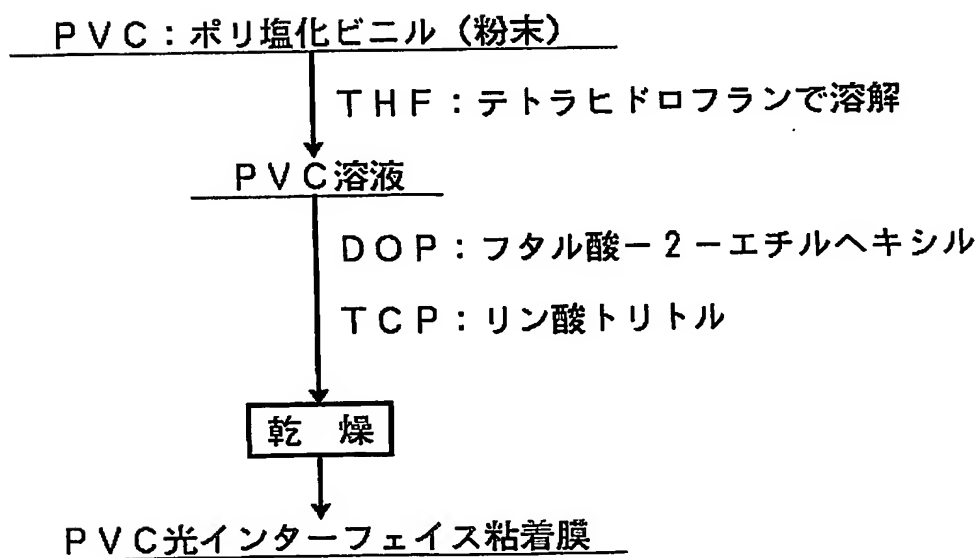 PVC：ポリ塩化ビニル（粉末）
THF：テトラヒドロフランで溶解
PVC溶液
DOP：フタル酸－2－エチルヘキシル
TCP：リン酸トリトル
乾 燥
PVC光インターフェイス粘着膜